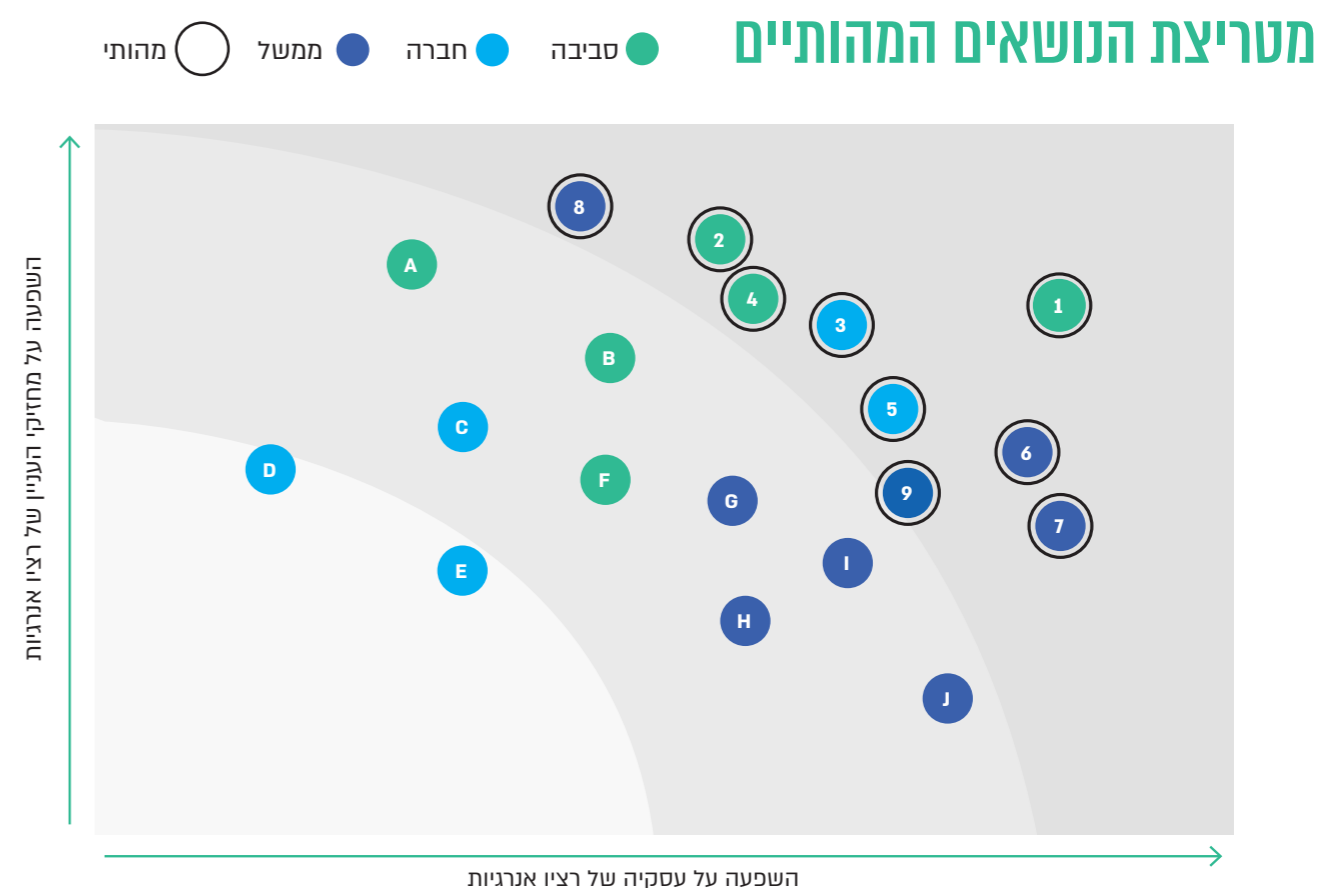 מטריצת הנושאים המהותיים
סביבה
חברה
ממשל
מהותי
השפעה על מחזיקי העניין של רציו אנרגיות
8
2
A
4
1
3
B
5
C
6
D
F
9
G
7
I
E
H
J
השפעה על עסקיה של רציו אנרגיות